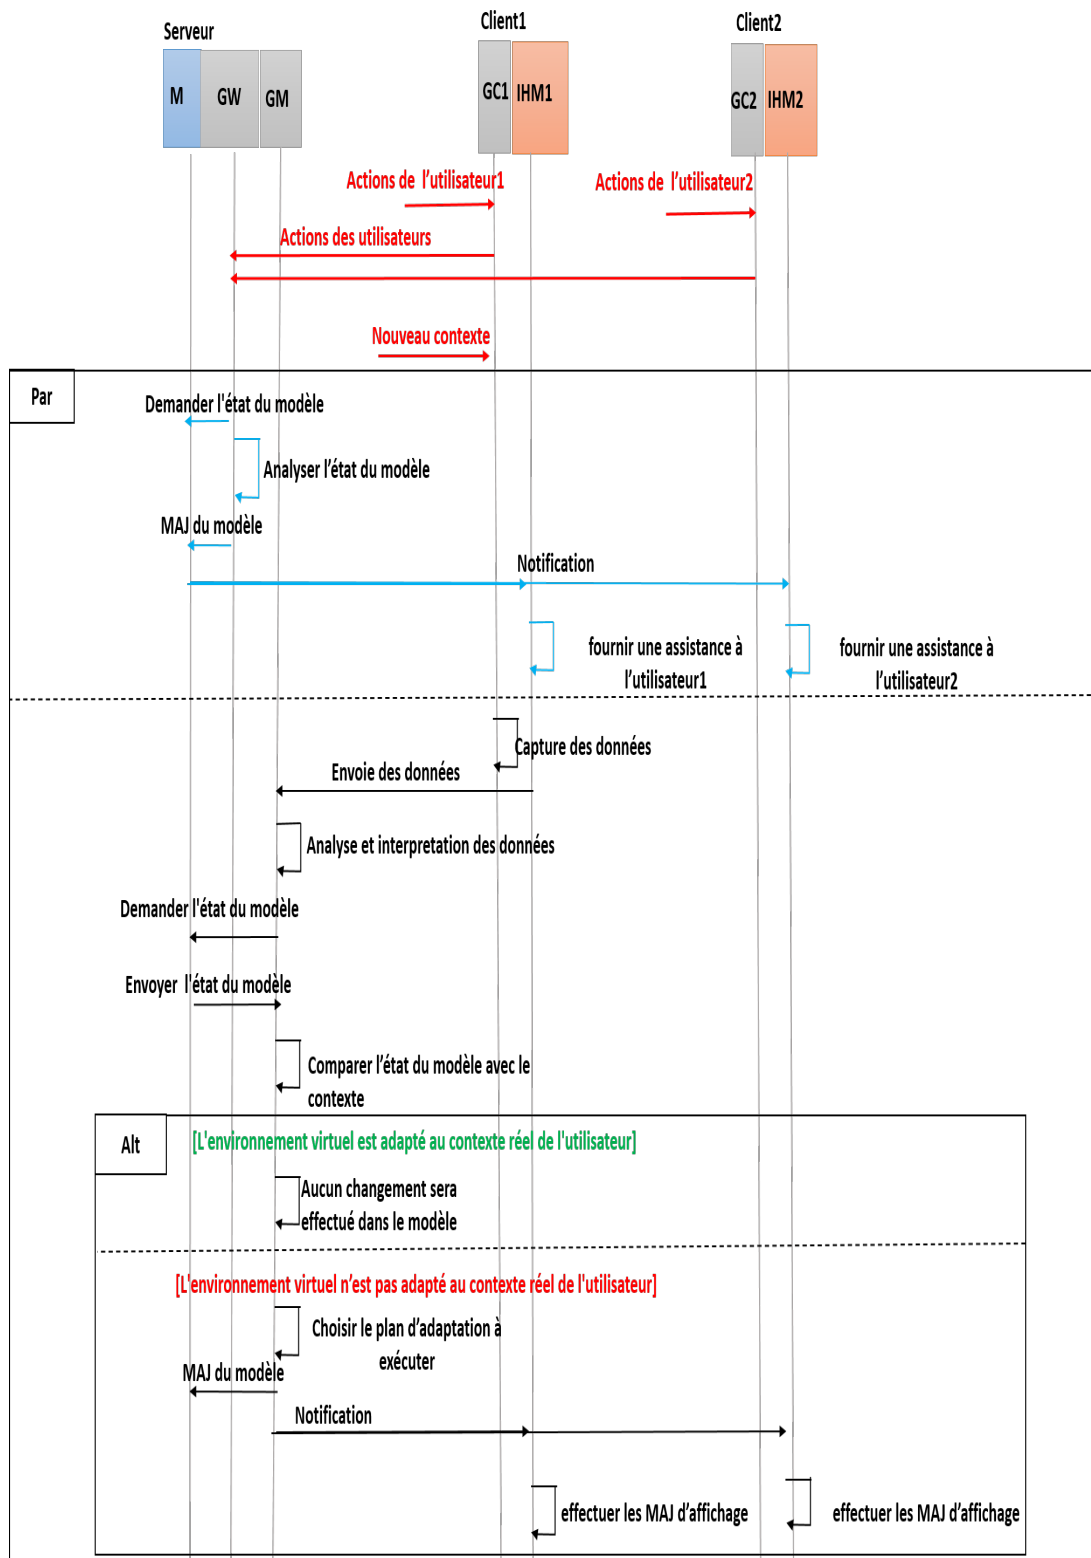 Serveur
Client1
Client2
M
GW
GM
GC1
IHM1
GC2
IHM2
Actions de l'utilisateur1
Actions de l'utilisateur2
Actions des utilisateurs
Nouveau contexte
Par
Demander l'état du modèle
Analyser l'état du modèle
MAJ du modèle
Notification
fournir une assistance à
l'utilisateur1
fournir une assistance à
l'utilisateur2
Capture des données
Envoie des données
Analyse et interpretation des données
Demander l'état du modèle
Envoyer l'état du modèle
Comparer l'état du modèle avec le
contexte
Alt
[L'environnement virtuel est adapté au contexte réel de l'utilisateur]
Aucun changement sera
effectué dans le modèle
[L'environnement virtuel n'est pas adapté au contexte réel de l'utilisateur]
Choisir le plan d'adaptation à
exécuter
MAJ du modèle
Notification
effectuer les MAJ d'affichage
effectuer les MAJ d'affichage